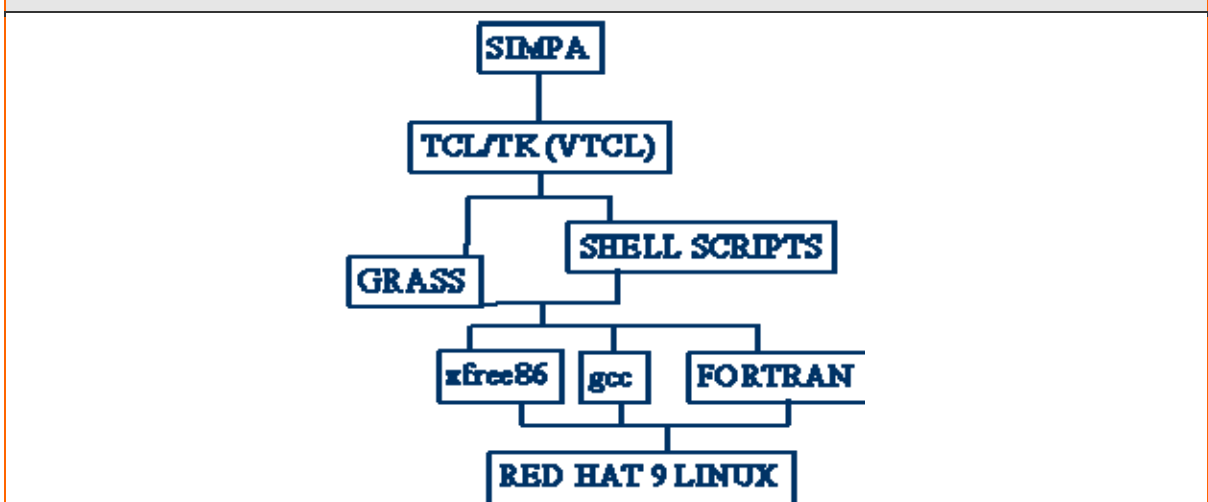 SIMPA
TCL/TK (VTCL)
SHELL SCRIPTS
GRASS
xfree86
gcc
FORTRAN
RED HAT 9 LINUX